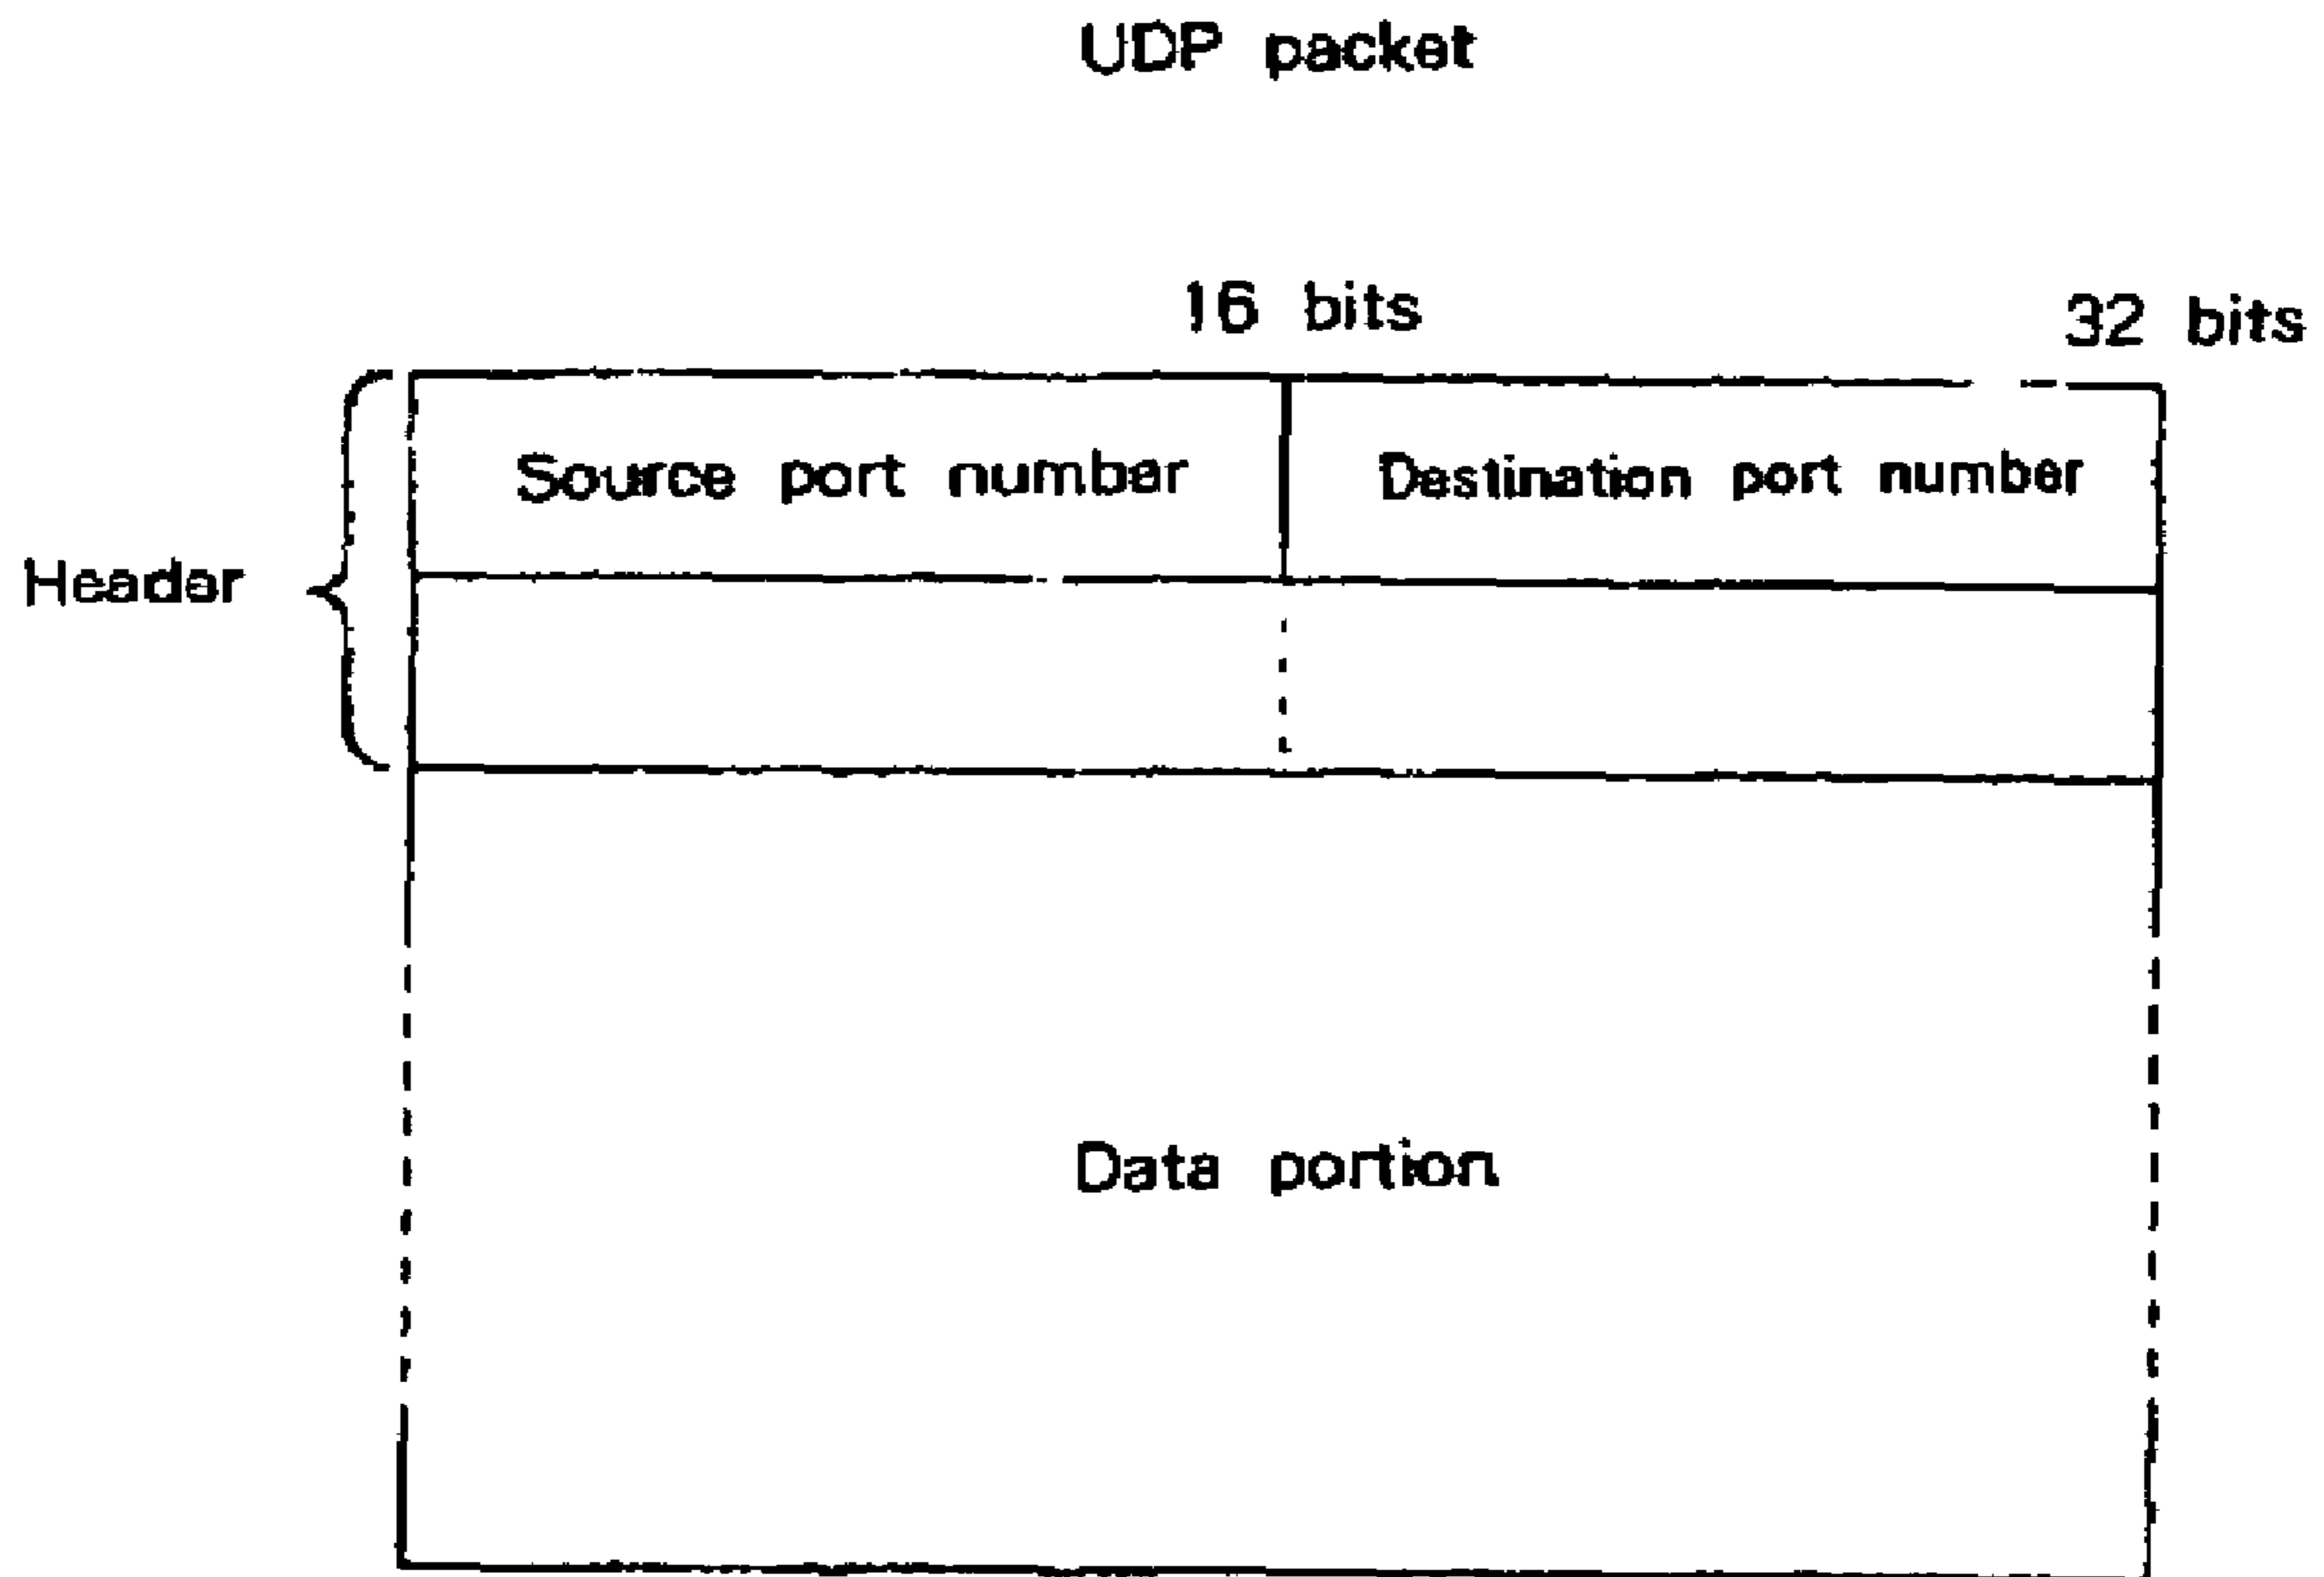 UDP packet
16 bits 32 bits
Source port number Destination port number
Header
Data portion